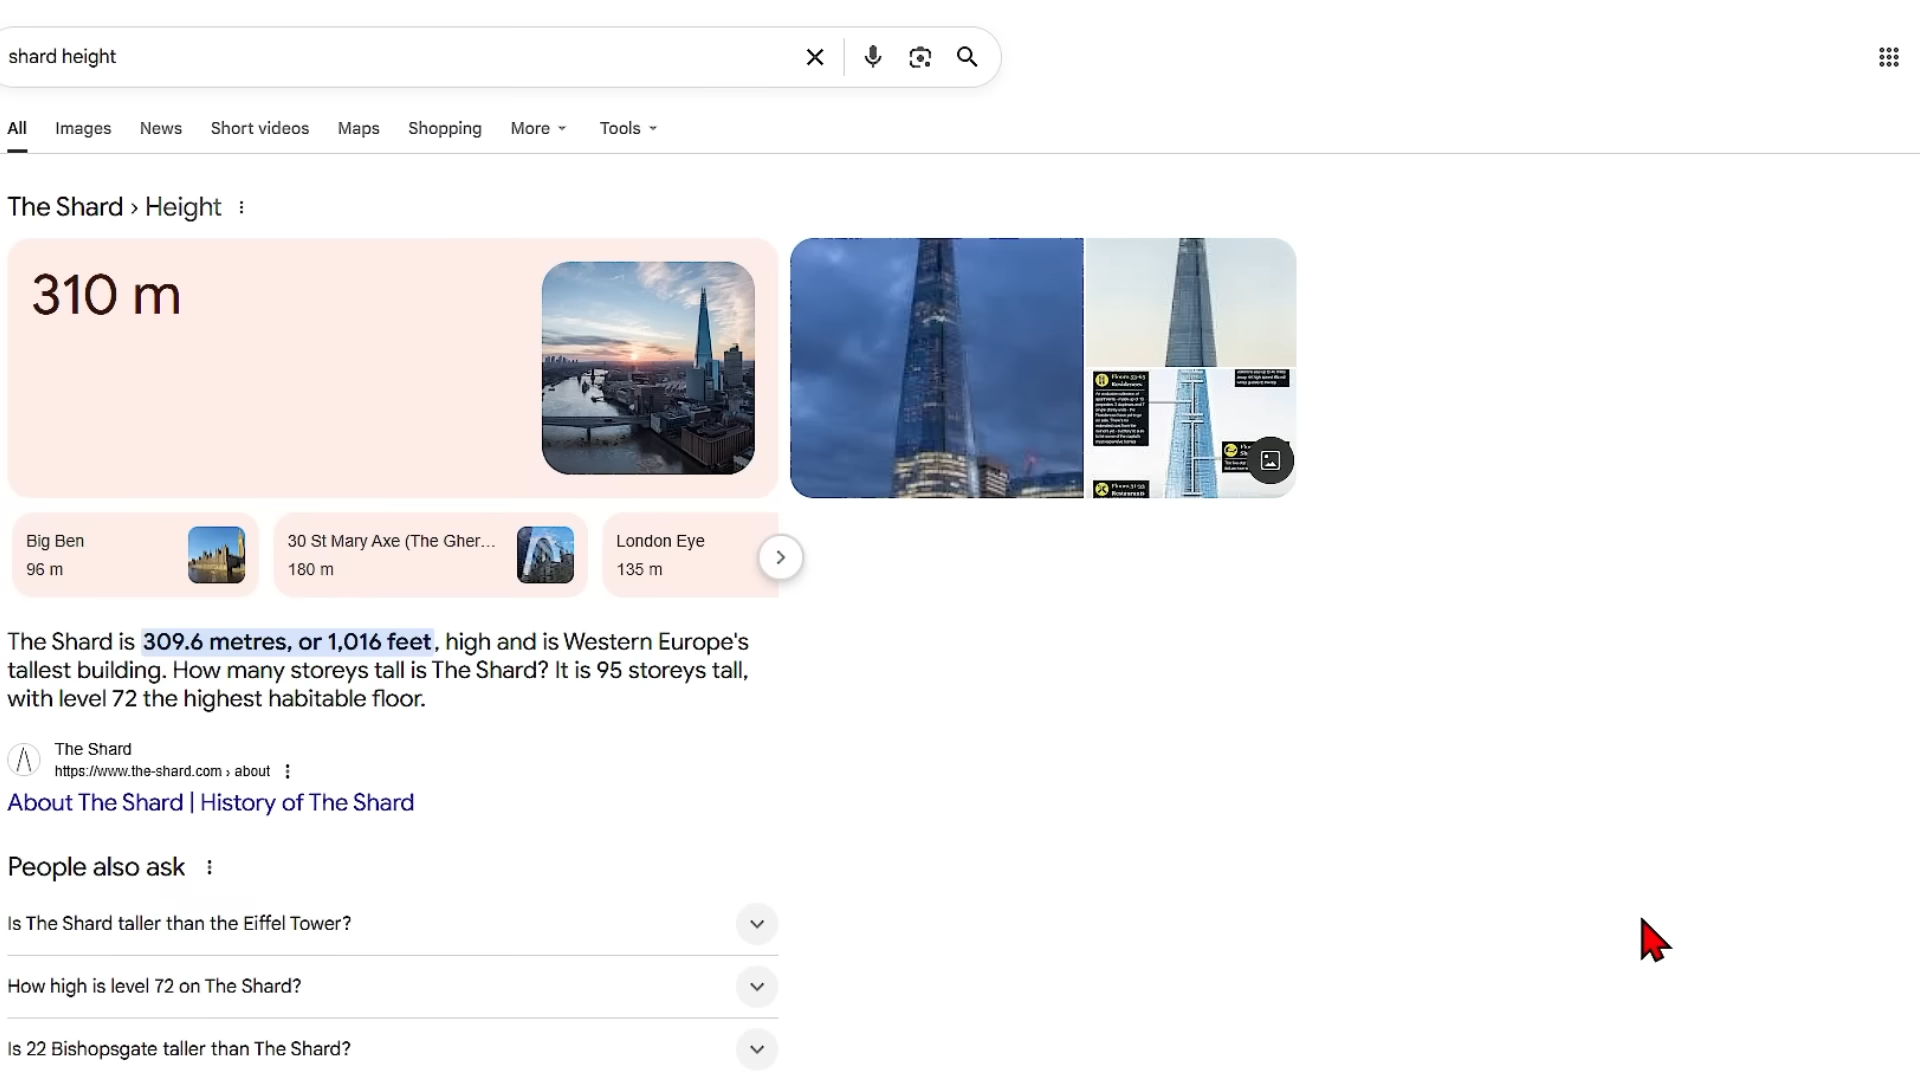 shard height
All Images News Short videos Maps Shopping More Tools
The Shard › Height
310 m
Big Ben
96 m
30 St Mary Axe (The Gher...
180 m
London Eye
135 m
The Shard is 309.6 metres, or 1,016 feet, high and is Western Europe's
tallest building. How many storeys tall is The Shard? It is 95 storeys tall,
with level 72 the highest habitable floor.
The Shard
https://www.the-shard.com › about
About The Shard | History of The Shard
People also ask
Is The Shard taller than the Eiffel Tower?
How high is level 72 on The Shard?
Is 22 Bishopsgate taller than The Shard?